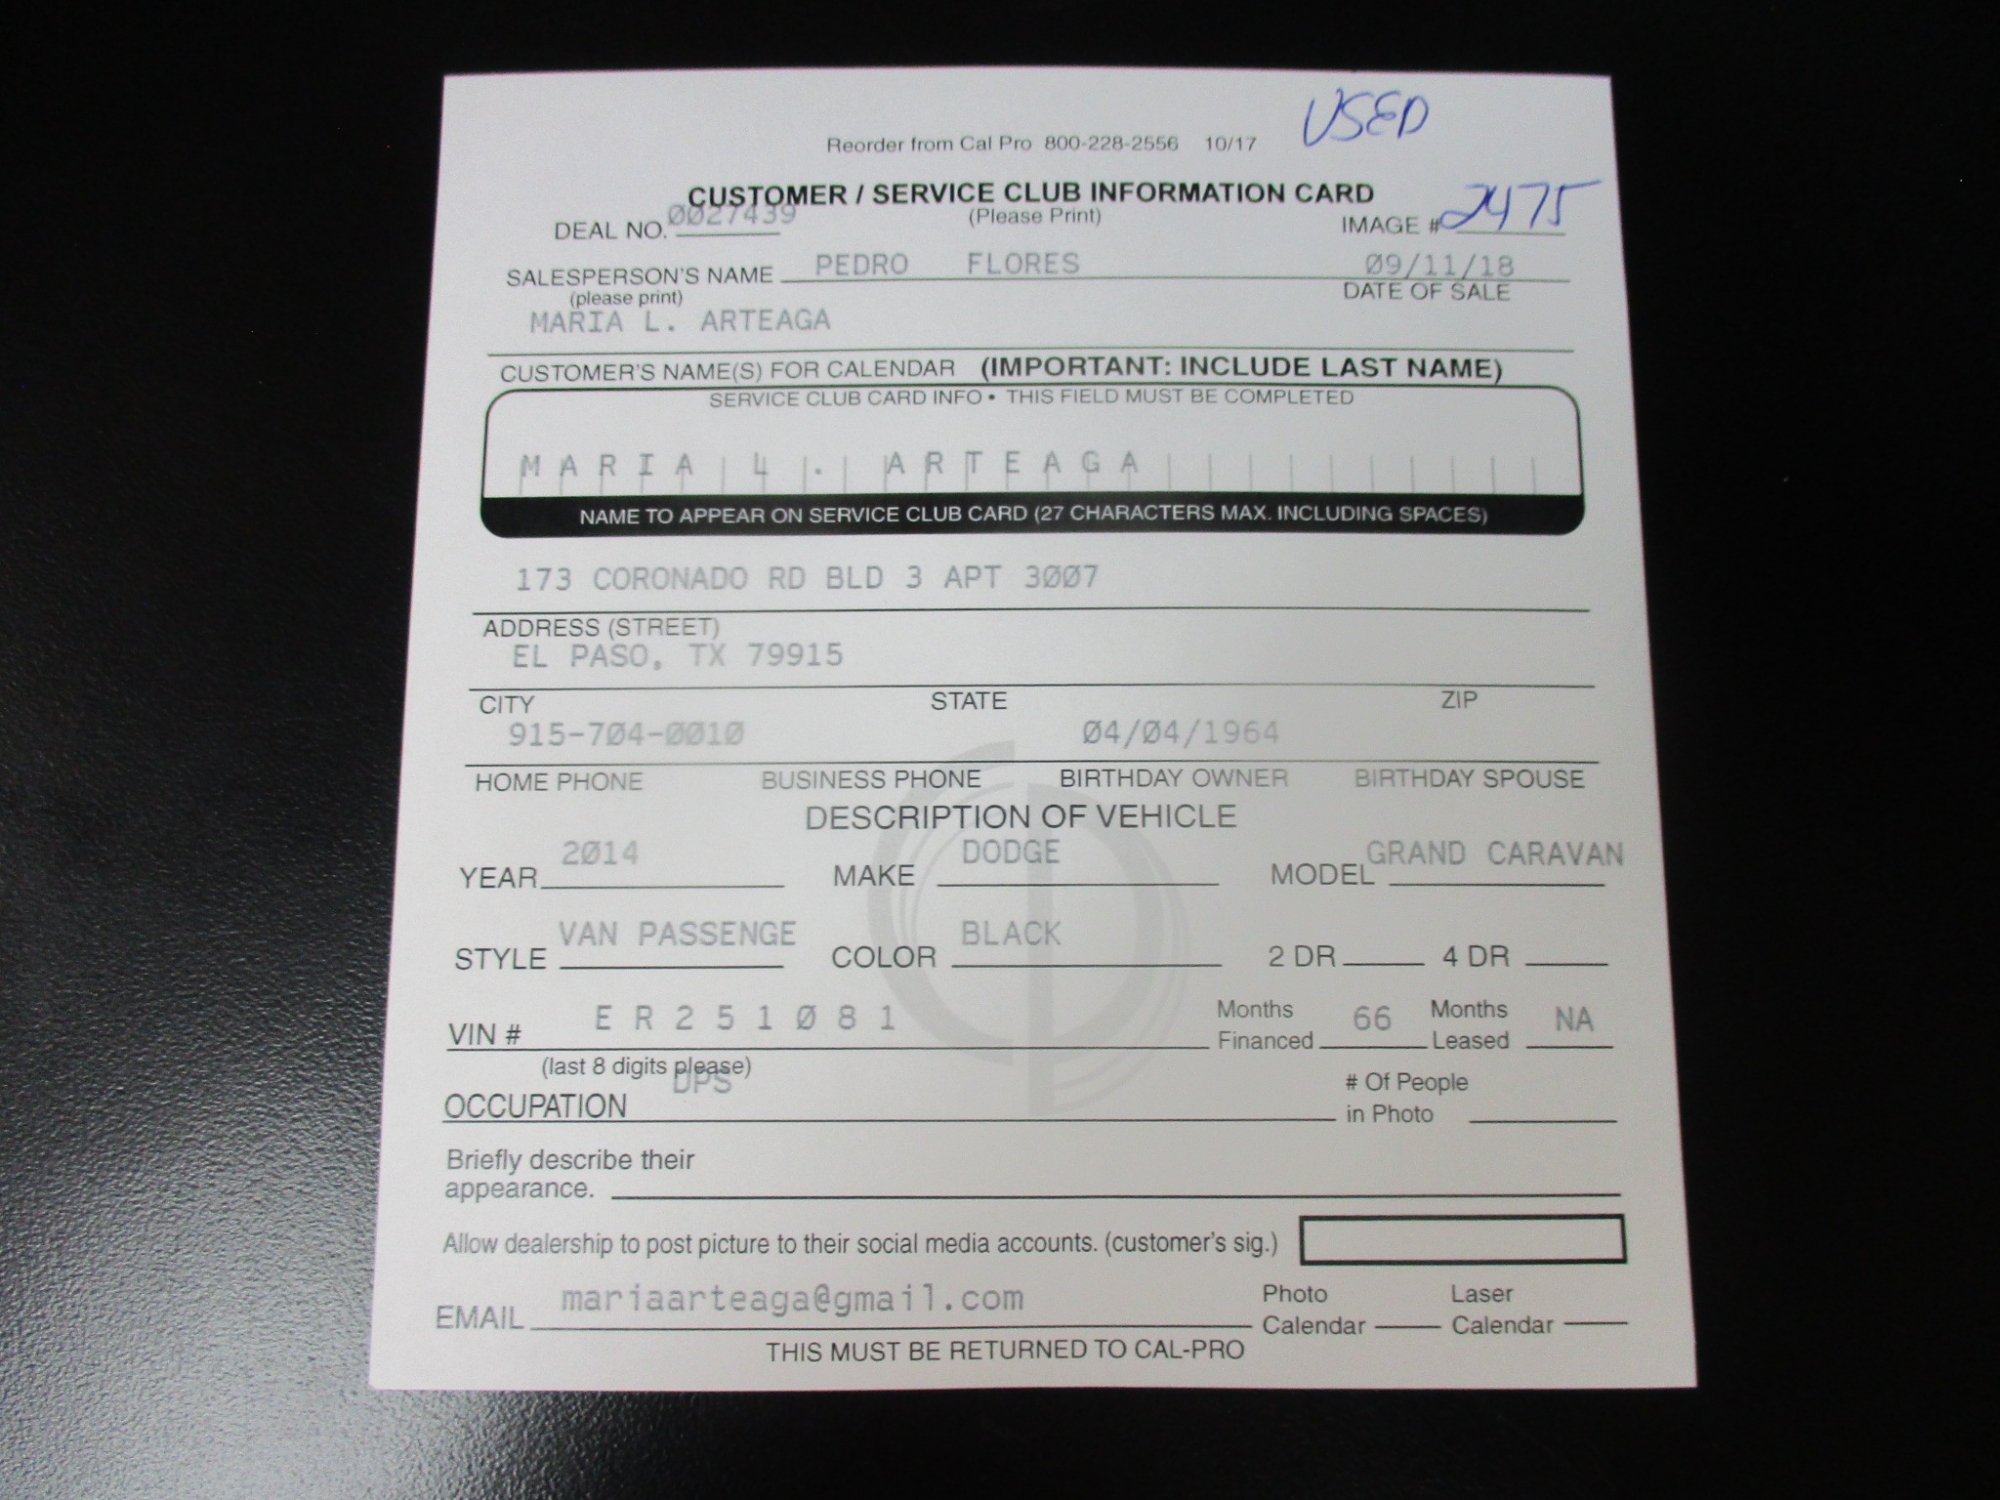 USED
Reorder from Cal Pro 800-228-2556 10/17
CUSTOMER / SERVICE CLUB INFORMATION CARD
DEAL NO. 0027439 (Please Print) IMAGE # 2475
SALESPERSON'S NAME PEDRO FLORES 09/11/18
(please print) DATE OF SALE
MARIA L. ARTEAGA
CUSTOMER'S NAME(S) FOR CALENDAR (IMPORTANT: INCLUDE LAST NAME)
SERVICE CLUB CARD INFO • THIS FIELD MUST BE COMPLETED
MARIA L. ARTEAGA
NAME TO APPEAR ON SERVICE CLUB CARD (27 CHARACTERS MAX. INCLUDING SPACES)
173 CORONADO RD BLD 3 APT 3007
ADDRESS (STREET)
EL PASO, TX 79915
CITY STATE ZIP
915-704-0010 04/04/1964
HOME PHONE BUSINESS PHONE BIRTHDAY OWNER BIRTHDAY SPOUSE
DESCRIPTION OF VEHICLE
YEAR 2014 MAKE DODGE MODEL GRAND CARAVAN
STYLE VAN PASSENGE COLOR BLACK 2 DR 4 DR
VIN # ER251081 Months Financed 66 Months Leased NA
(last 8 digits please)
OCCUPATION DPS # Of People in Photo
Briefly describe their
appearance.
Allow dealership to post picture to their social media accounts. (customer's sig.)
EMAIL mariaarteaga@gmail.com Photo Calendar Laser Calendar
THIS MUST BE RETURNED TO CAL-PRO